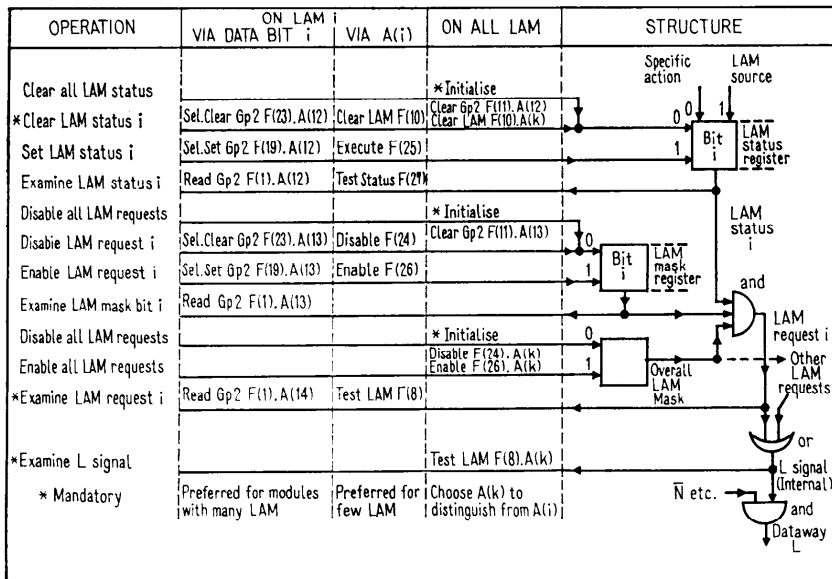 OPERATION
ON LAM i
VIA DATA BIT i
VIA A(i)
ON ALL LAM
STRUCTURE
Specific action
LAM source
Clear all LAM status
* Initialise
0
1
*Clear LAM status i
Sel.Clear Gp2 F(23).A(12)
Clear LAM F(10)
Clear Gp2 F(11).A(12)
Clear LAM F(10).A(k)
0
Bit i
LAM status register
Set LAM status i
Sel.Set Gp2 F(19).A(12)
Execute F(25)
1
Examine LAM status i
Read Gp2 F(1).A(12)
Test Status F(27)
LAM status i
Disable all LAM requests
* Initialise
Disable LAM request i
Sel.Clear Gp2 F(23).A(13)
Disable F(24)
Clear Gp2 F(11).A(13)
0
Bit i
LAM mask register
Enable LAM request i
Sel.Set Gp2 F(19).A(13)
Enable F(26)
1
Examine LAM mask bit i
Read Gp2 F(1).A(13)
and
Disable all LAM requests
* Initialise
0
LAM request i
Enable all LAM requests
Disable F(24).A(k)
Enable F(26).A(k)
1
Overall LAM Mask
Other LAM requests
*Examine LAM request i
Read Gp2 F(1).A(14)
Test LAM F(8)
or
*Examine L signal
Test LAM F(8).A(k)
L signal (Internal)
* Mandatory
Preferred for modules with many LAM
Preferred for few LAM
Choose A(k) to distinguish from A(i)
N̅ etc.
and
Dataway L